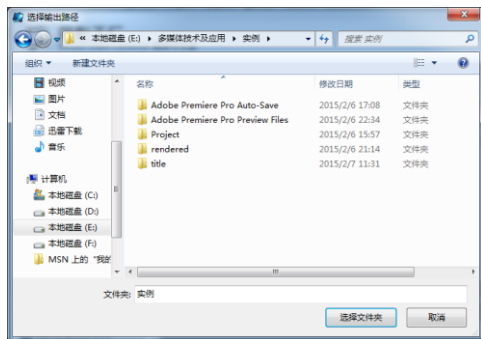 选择输出路径
« 本地磁盘 (E:) ▸ 多媒体技术及应用 ▸ 实例 ▸
搜索 实例
组织 ▾ 新建文件夹
视频
图片
文档
迅雷下载
音乐
计算机
本地磁盘 (C:)
本地磁盘 (D:)
本地磁盘 (E:)
本地磁盘 (F:)
MSN 上的 "我的
名称 修改日期 类型
Adobe Premiere Pro Auto-Save 2015/2/6 17:08 文件夹
Adobe Premiere Pro Preview Files 2015/2/6 22:34 文件夹
Project 2015/2/6 15:57 文件夹
rendered 2015/2/6 21:14 文件夹
title 2015/2/7 11:31 文件夹
文件夹: 实例
选择文件夹 取消